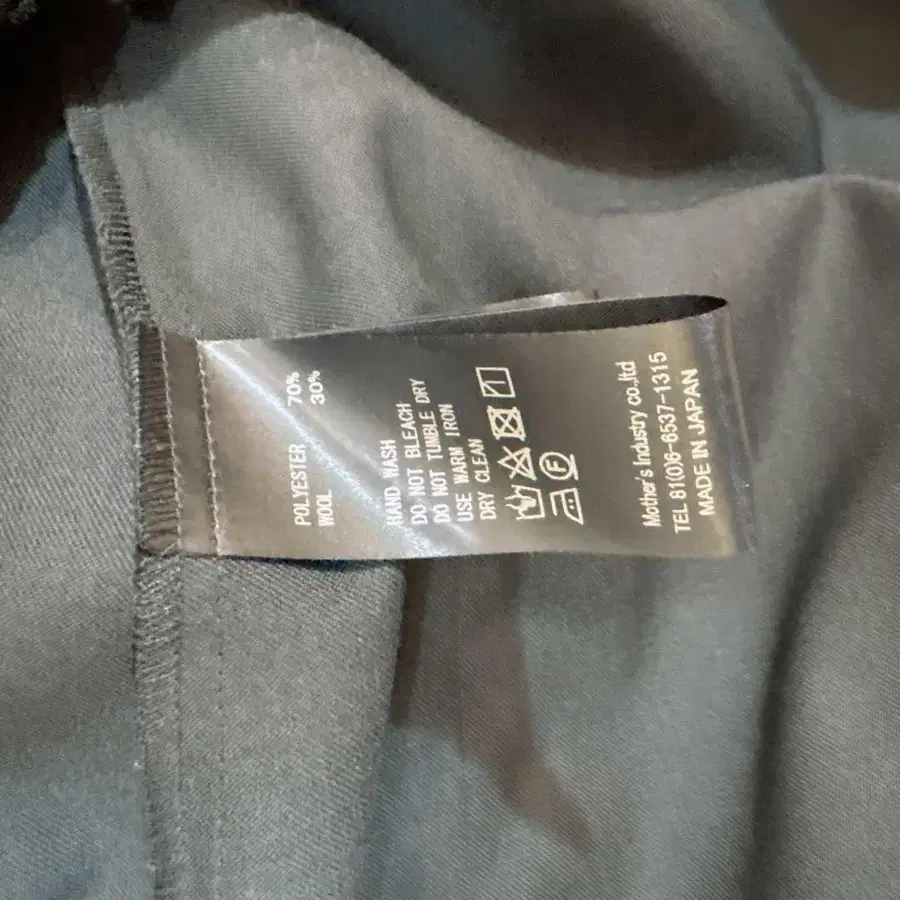 POLYESTER 70%
WOOL 30%
HAND WASH
DO NOT BLEACH
DO NOT TUMBLE DRY
USE WARM IRON
DRY CLEAN
F
Mother's Industry co.,ltd
TEL 81(0)6-6537-1315
MADE IN JAPAN